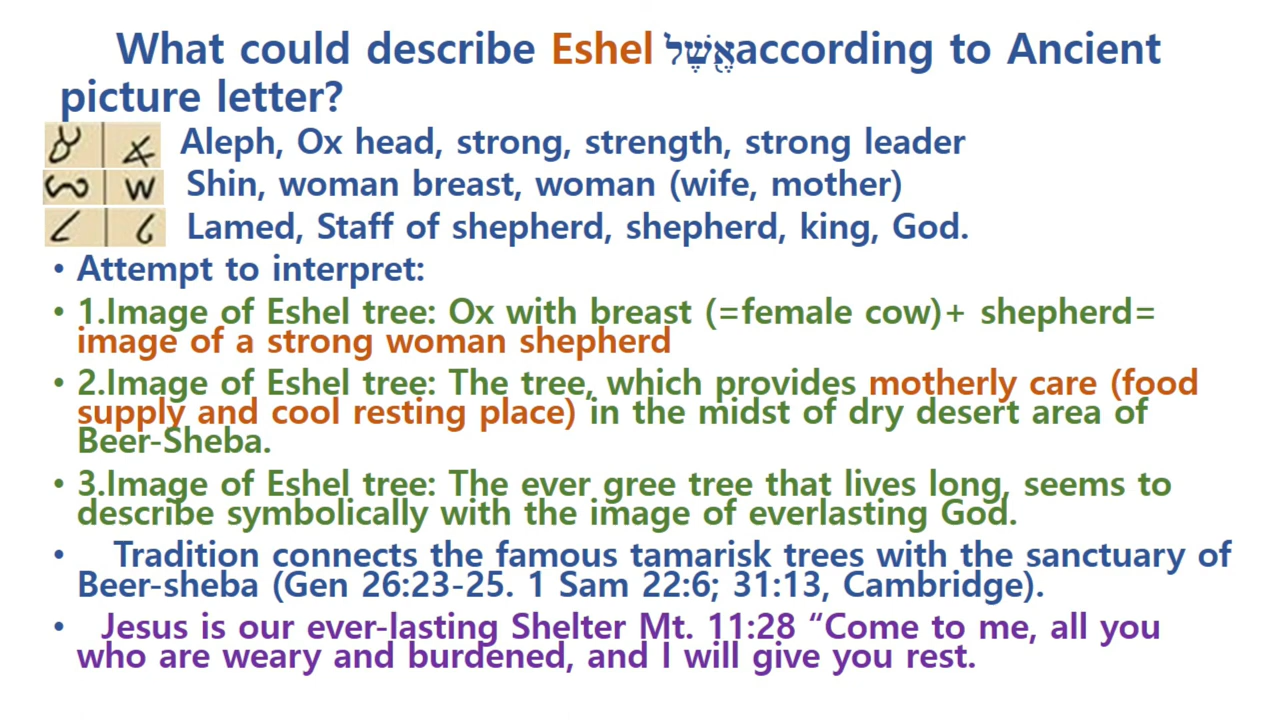 What could describe Eshel אֱשֶׁלaccording to Ancient
picture letter?
Aleph, Ox head, strong, strength, strong leader
Shin, woman breast, woman (wife, mother)
Lamed, Staff of shepherd, shepherd, king, God.
• Attempt to interpret:
• 1.Image of Eshel tree: Ox with breast (=female cow)+ shepherd=
image of a strong woman shepherd
• 2.Image of Eshel tree: The tree, which provides motherly care (food
supply and cool resting place) in the midst of dry desert area of
Beer-Sheba.
• 3.Image of Eshel tree: The ever gree tree that lives long, seems to
describe symbolically with the image of everlasting God.
• Tradition connects the famous tamarisk trees with the sanctuary of
Beer-sheba (Gen 26:23-25. 1 Sam 22:6; 31:13, Cambridge).
• Jesus is our ever-lasting Shelter Mt. 11:28 “Come to me, all you
who are weary and burdened, and I will give you rest.